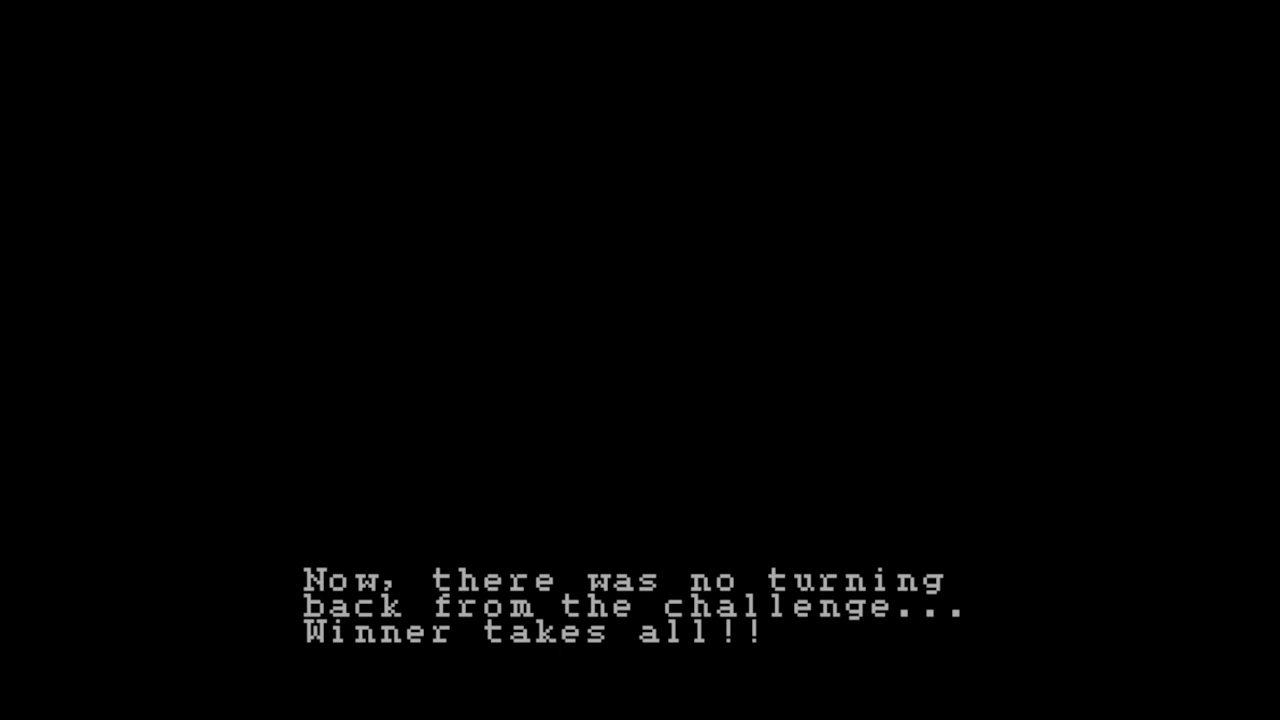 Now, there was no turning
back from the challenge...
Winner takes all!!